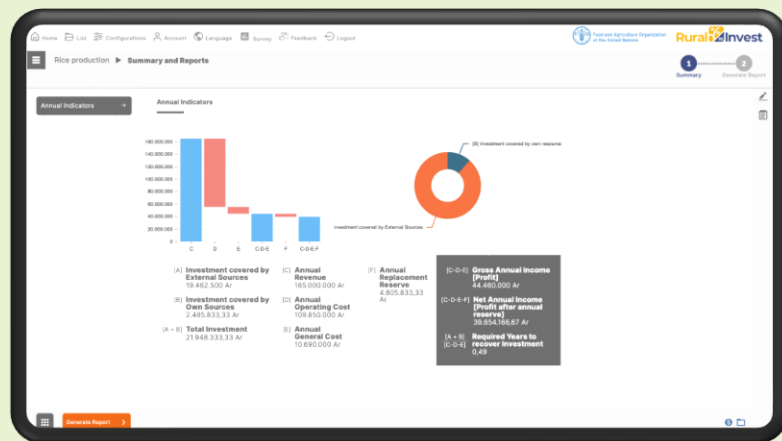 Home List Configurations Account Language Survey Feedback Logout
Food and Agriculture Organization
of the United Nations
Rural Invest
Rice production ▶ Summary and Reports
1 2
Summary Generate Report
Annual Indicators →
Annual Indicators
160.000.000
140.000.000
120.000.000
100.000.000
80.000.000
60.000.000
40.000.000
20.000.000
0
C D E C-D-E F C-D-E-F
[B] Investment covered by own resource
Investment covered by External Sources
[A] Investment covered by
External Sources
19.462.500 Ar
[B] Investment covered by
Own Sources
2.485.833,33 Ar
[A + B] Total Investment
21.948.333,33 Ar
[C] Annual
Revenue
165.000.000 Ar
[D] Annual
Operating Cost
109.850.000 Ar
[E] Annual
General Cost
10.690.000 Ar
[F] Annual
Replacement
Reserve
4.805.833,33
Ar
[C-D-E] Gross Annual Income
[Profit]
44.460.000 Ar
[C-D-E-F] Net Annual Income
[Profit after annual
reserve]
39.654.166,67 Ar
[A + B] Required Years to
[C-D-E] recover Investment
0,49
Generate Report >